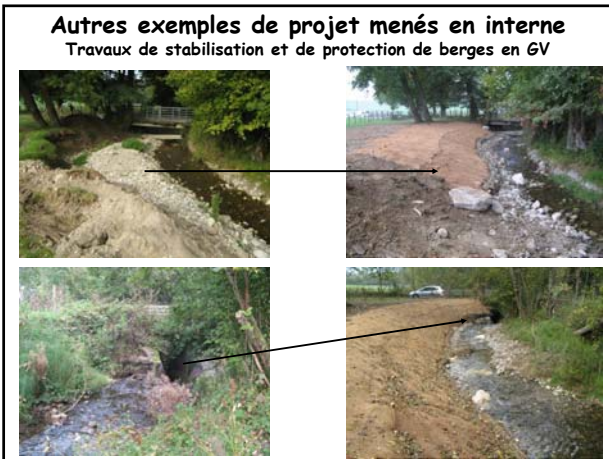 Autres exemples de projet menés en interne
Travaux de stabilisation et de protection de berges en GV